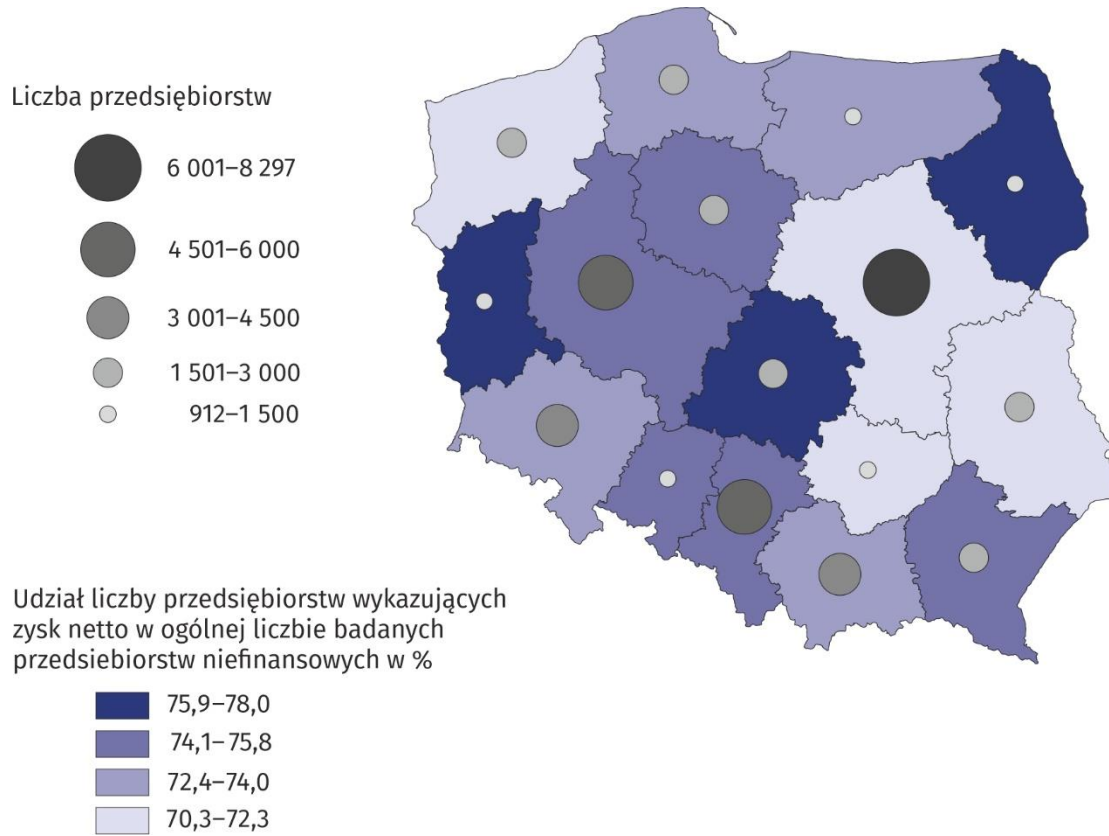 Liczba przedsiębiorstw
6 001–8 297
4 501–6 000
3 001–4 500
1 501–3 000
912–1 500
Udział liczby przedsiębiorstw wykazujących
zysk netto w ogólnej liczbie badanych
przedsiebiorstw niefinansowych w %
75,9–78,0
74,1–75,8
72,4–74,0
70,3–72,3